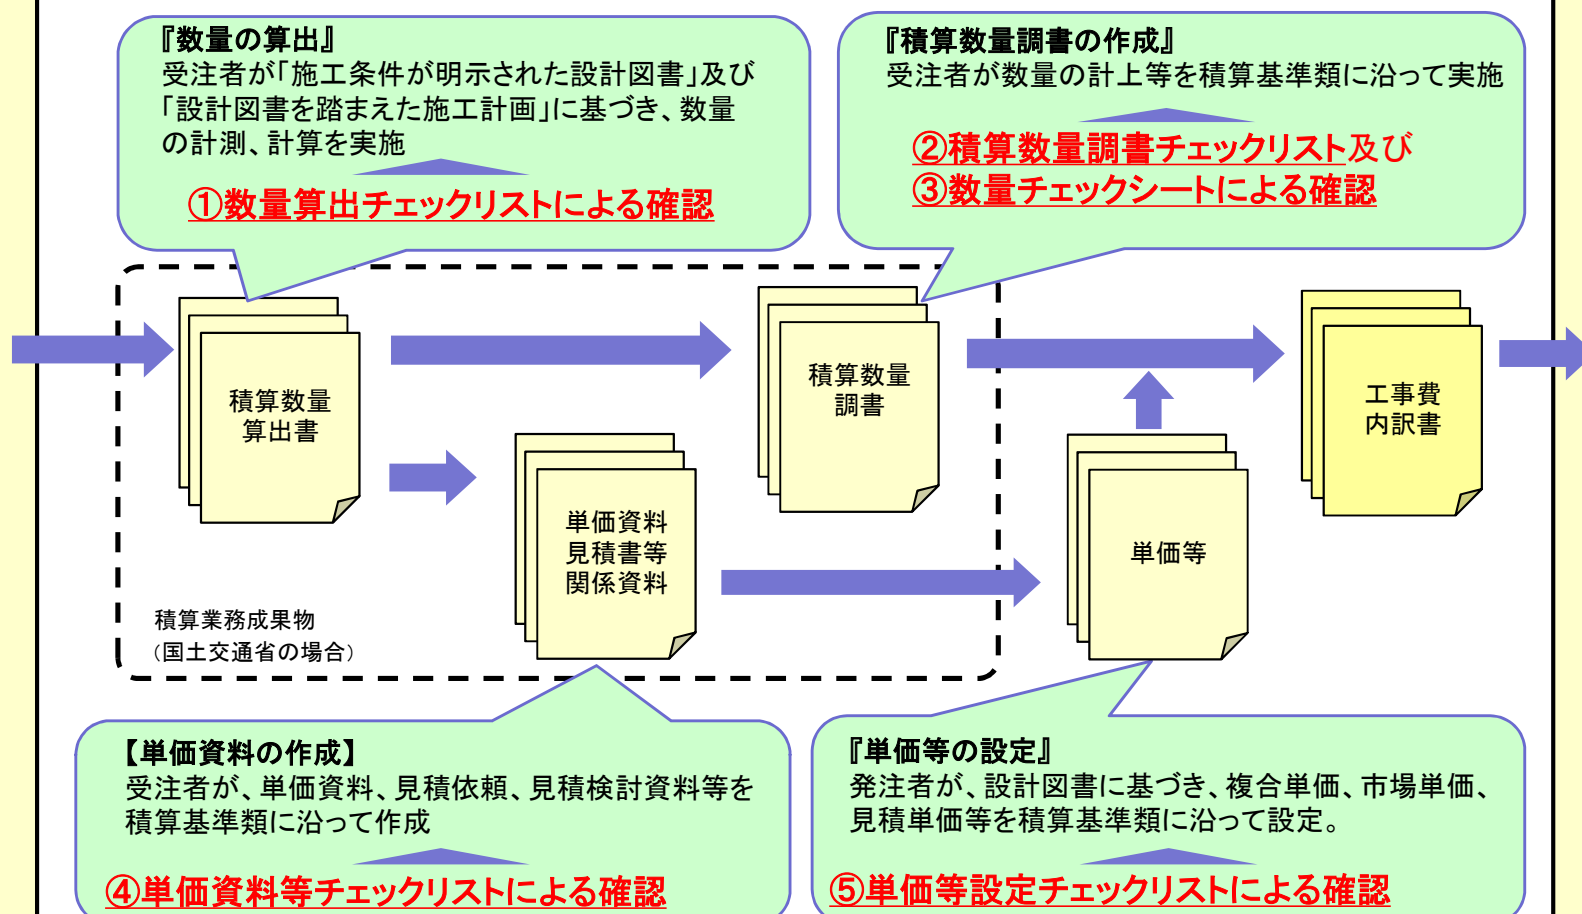 『数量の算出』
受注者が「施工条件が明示された設計図書」及び
「設計図書を踏まえた施工計画」に基づき、数量
の計測、計算を実施
①数量算出チェックリストによる確認
『積算数量調書の作成』
受注者が数量の計上等を積算基準類に沿って実施
②積算数量調書チェックリスト及び
③数量チェックシートによる確認
積算数量
算出書
積算数量
調書
工事費
内訳書
単価資料
見積書等
関係資料
単価等
積算業務成果物
（国土交通省の場合）
【単価資料の作成】
受注者が、単価資料、見積依頼、見積検討資料等を
積算基準類に沿って作成
④単価資料等チェックリストによる確認
『単価等の設定』
発注者が、設計図書に基づき、複合単価、市場単価、
見積単価等を積算基準類に沿って設定。
⑤単価等設定チェックリストによる確認